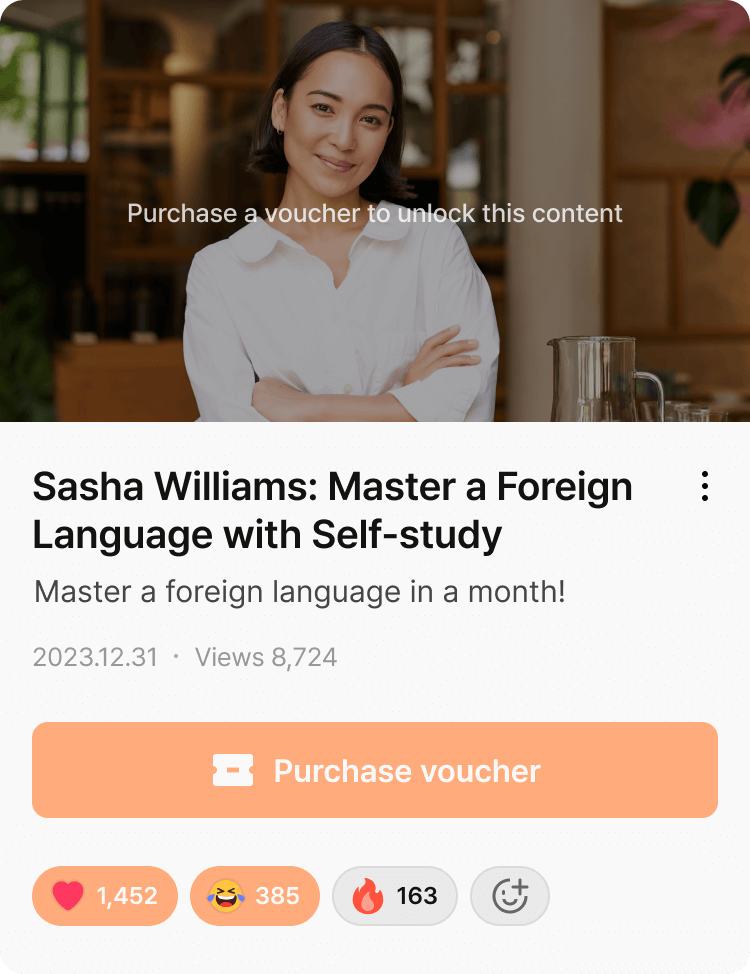 Purchase a voucher to unlock this content
Sasha Williams: Master a Foreign
Language with Self-study
Master a foreign language in a month!
2023.12.31 · Views 8,724
Purchase voucher
1,452 385 163